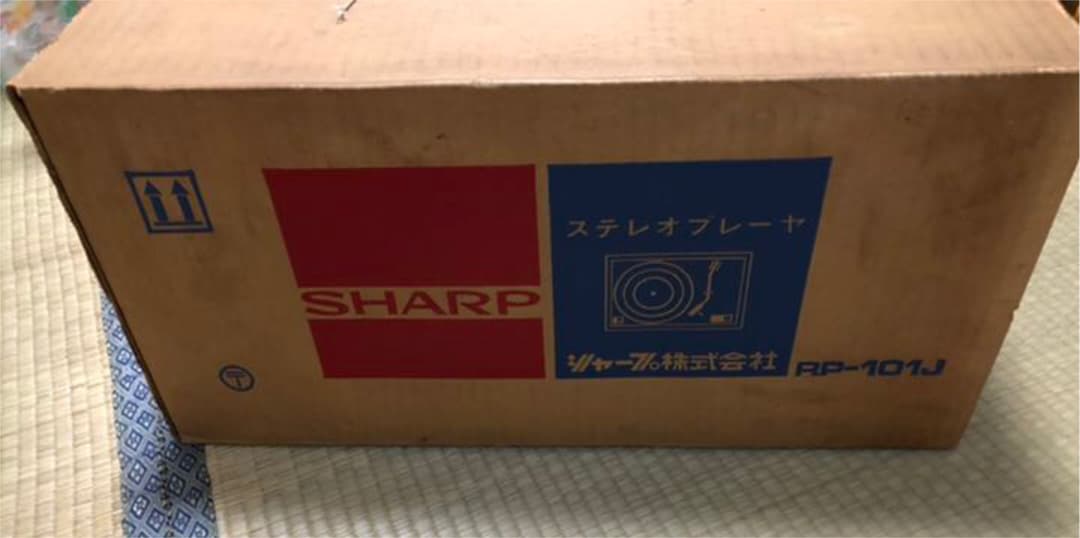 SHARP
ステレオプレーヤ
シャープ株式会社
RP-101J
〒